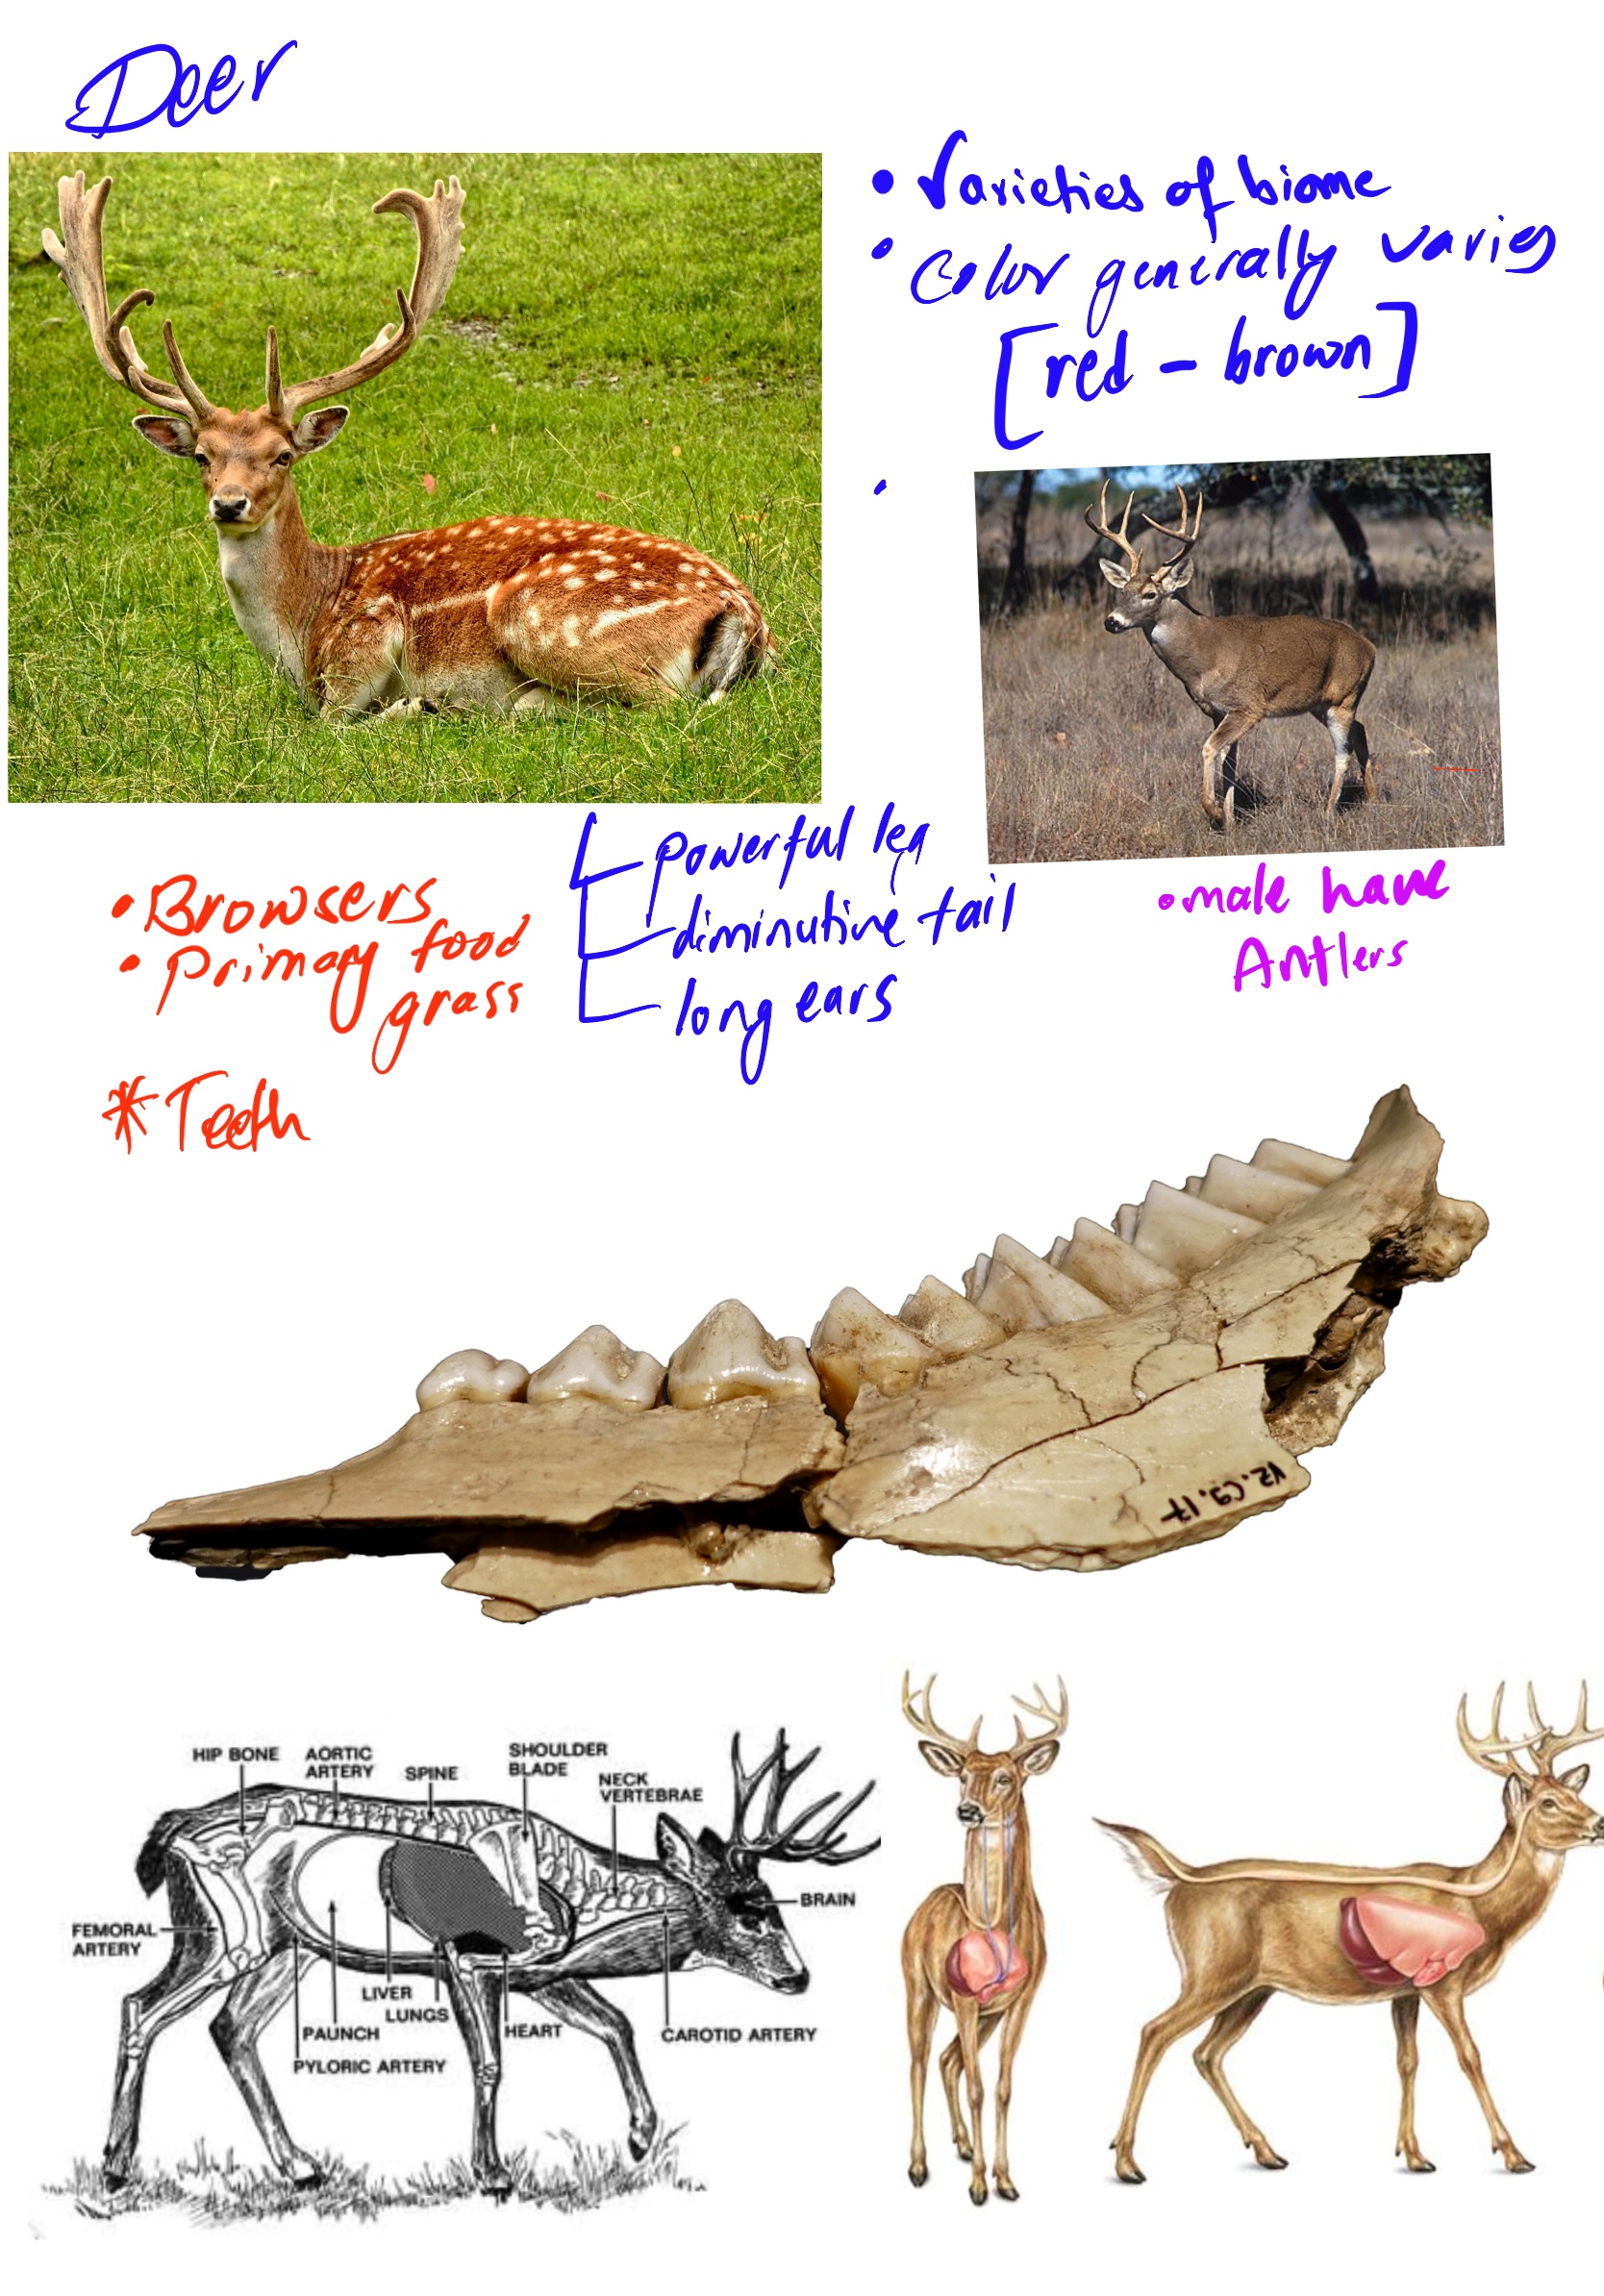 Deer
• Varieties of biome
• Color generally varies
[red – brown]
•
powerful leg
diminutive tail
long ears
• Browsers
• Primary food
grass
• male have
Antlers
* Teeth
V2.C9.17
HIP BONE
AORTIC
ARTERY
SPINE
SHOULDER
BLADE
NECK
VERTEBRAE
BRAIN
FEMORAL
ARTERY
LIVER
LUNGS
PAUNCH
HEART
CAROTID ARTERY
PYLORIC ARTERY